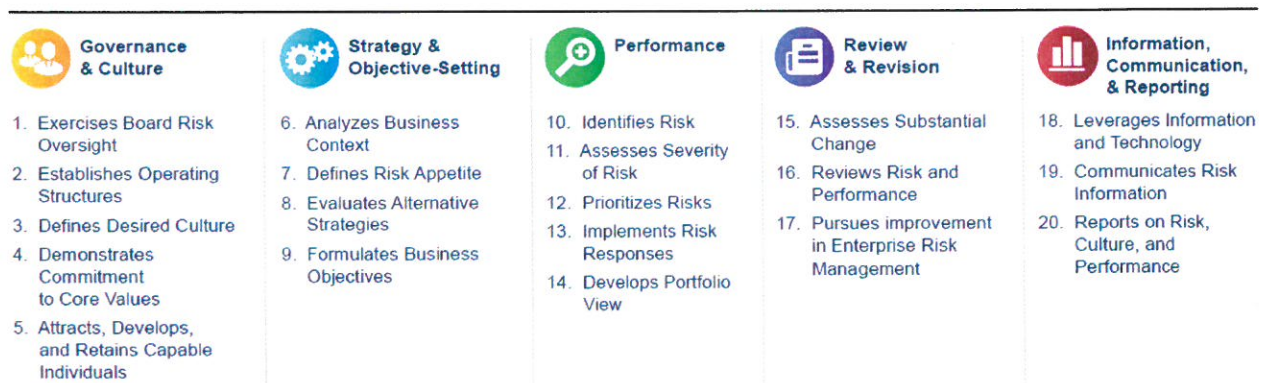 Governance
& Culture
1. Exercises Board Risk
Oversight
2. Establishes Operating
Structures
3. Defines Desired Culture
4. Demonstrates
Commitment
to Core Values
5. Attracts, Develops,
and Retains Capable
Individuals
Strategy &
Objective-Setting
6. Analyzes Business
Context
7. Defines Risk Appetite
8. Evaluates Alternative
Strategies
9. Formulates Business
Objectives
Performance
10. Identifies Risk
11. Assesses Severity
of Risk
12. Prioritizes Risks
13. Implements Risk
Responses
14. Develops Portfolio
View
Review
& Revision
15. Assesses Substantial
Change
16. Reviews Risk and
Performance
17. Pursues improvement
in Enterprise Risk
Management
Information,
Communication,
& Reporting
18. Leverages Information
and Technology
19. Communicates Risk
Information
20. Reports on Risk,
Culture, and
Performance